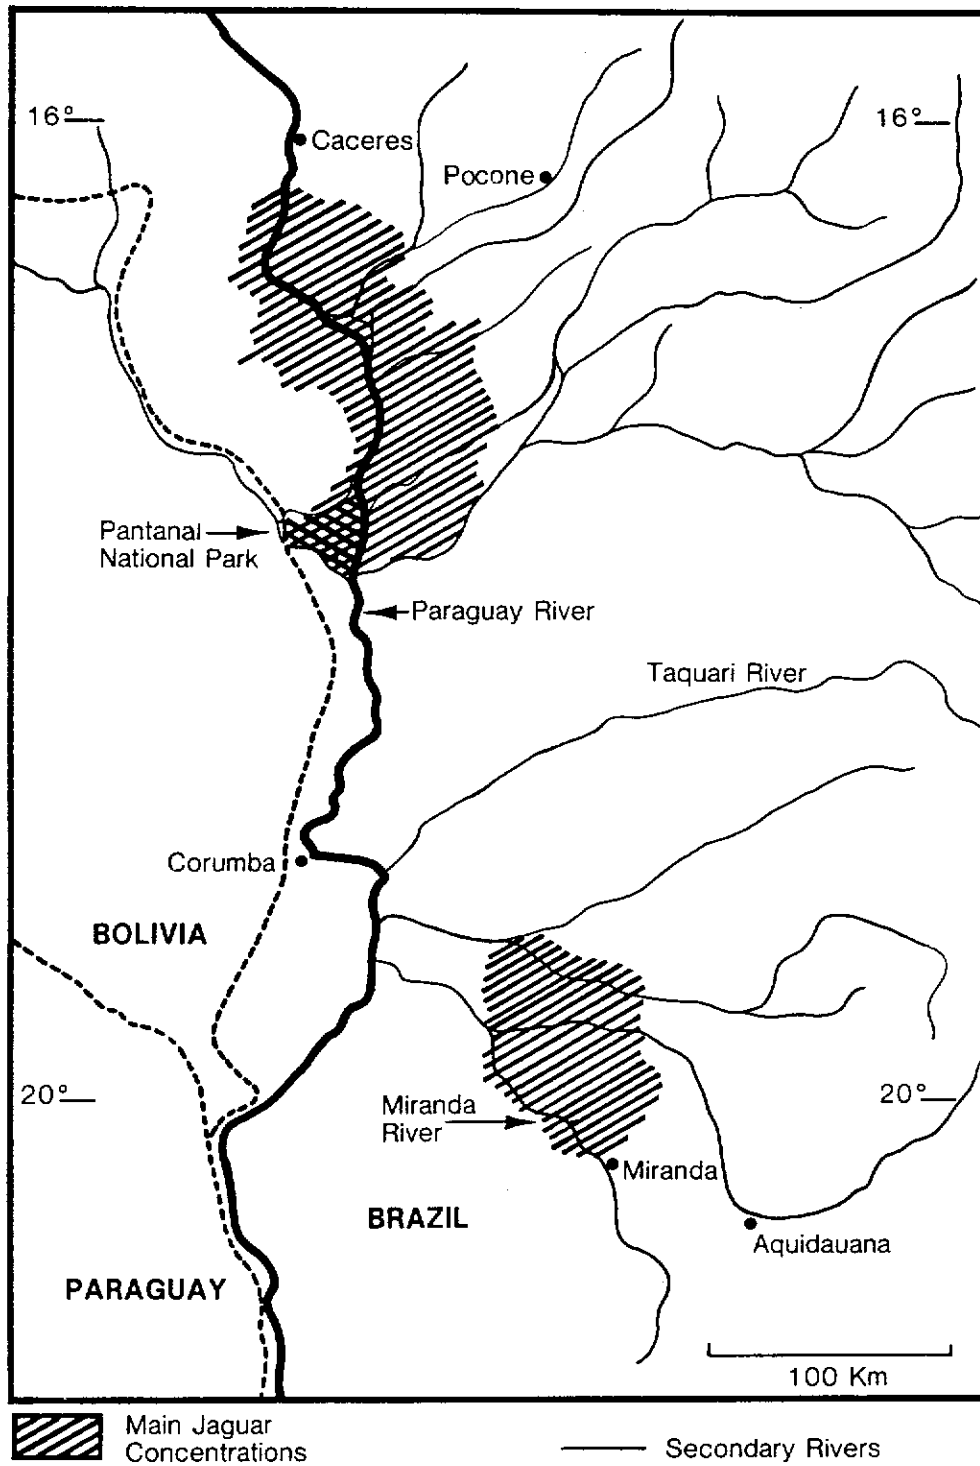 16°
16°
Caceres
Pocone
Pantanal
National Park
Paraguay River
Taquari River
Corumba
BOLIVIA
20°
20°
Miranda
River
Miranda
BRAZIL
Aquidauana
PARAGUAY
100 Km
Main Jaguar
Concentrations
Secondary Rivers